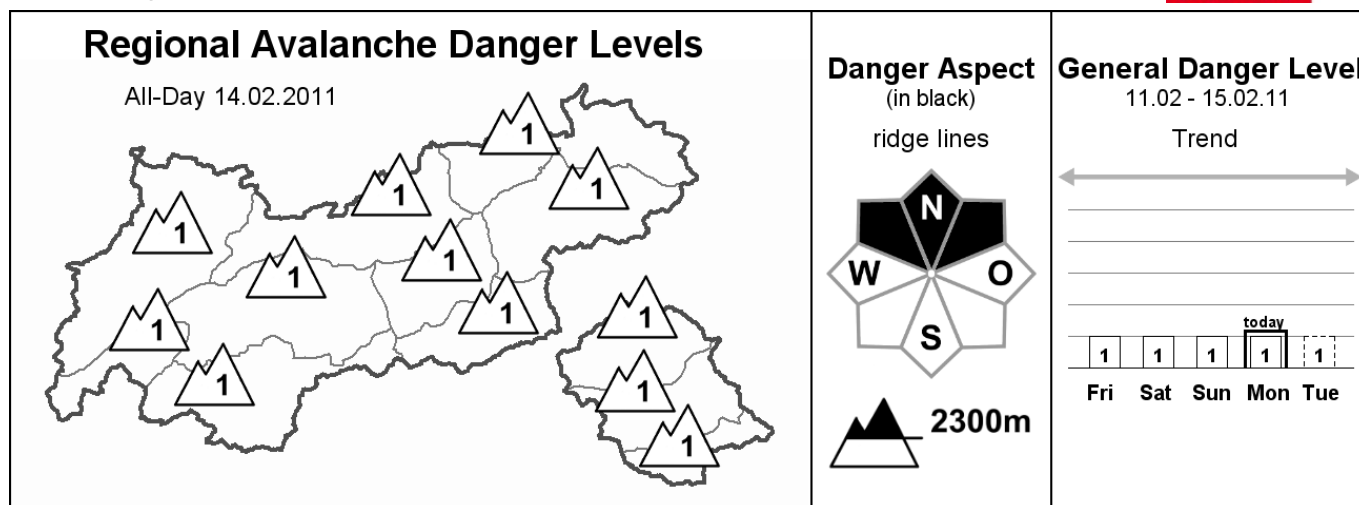 Regional Avalanche Danger Levels
All-Day 14.02.2011
1
1
1
1
1
1
1
1
1
1
1
1
Danger Aspect
(in black)
ridge lines
N
W
O
S
2300m
General Danger Level
11.02 - 15.02.11
Trend
today
1 1 1 1 1
Fri Sat Sun Mon Tue